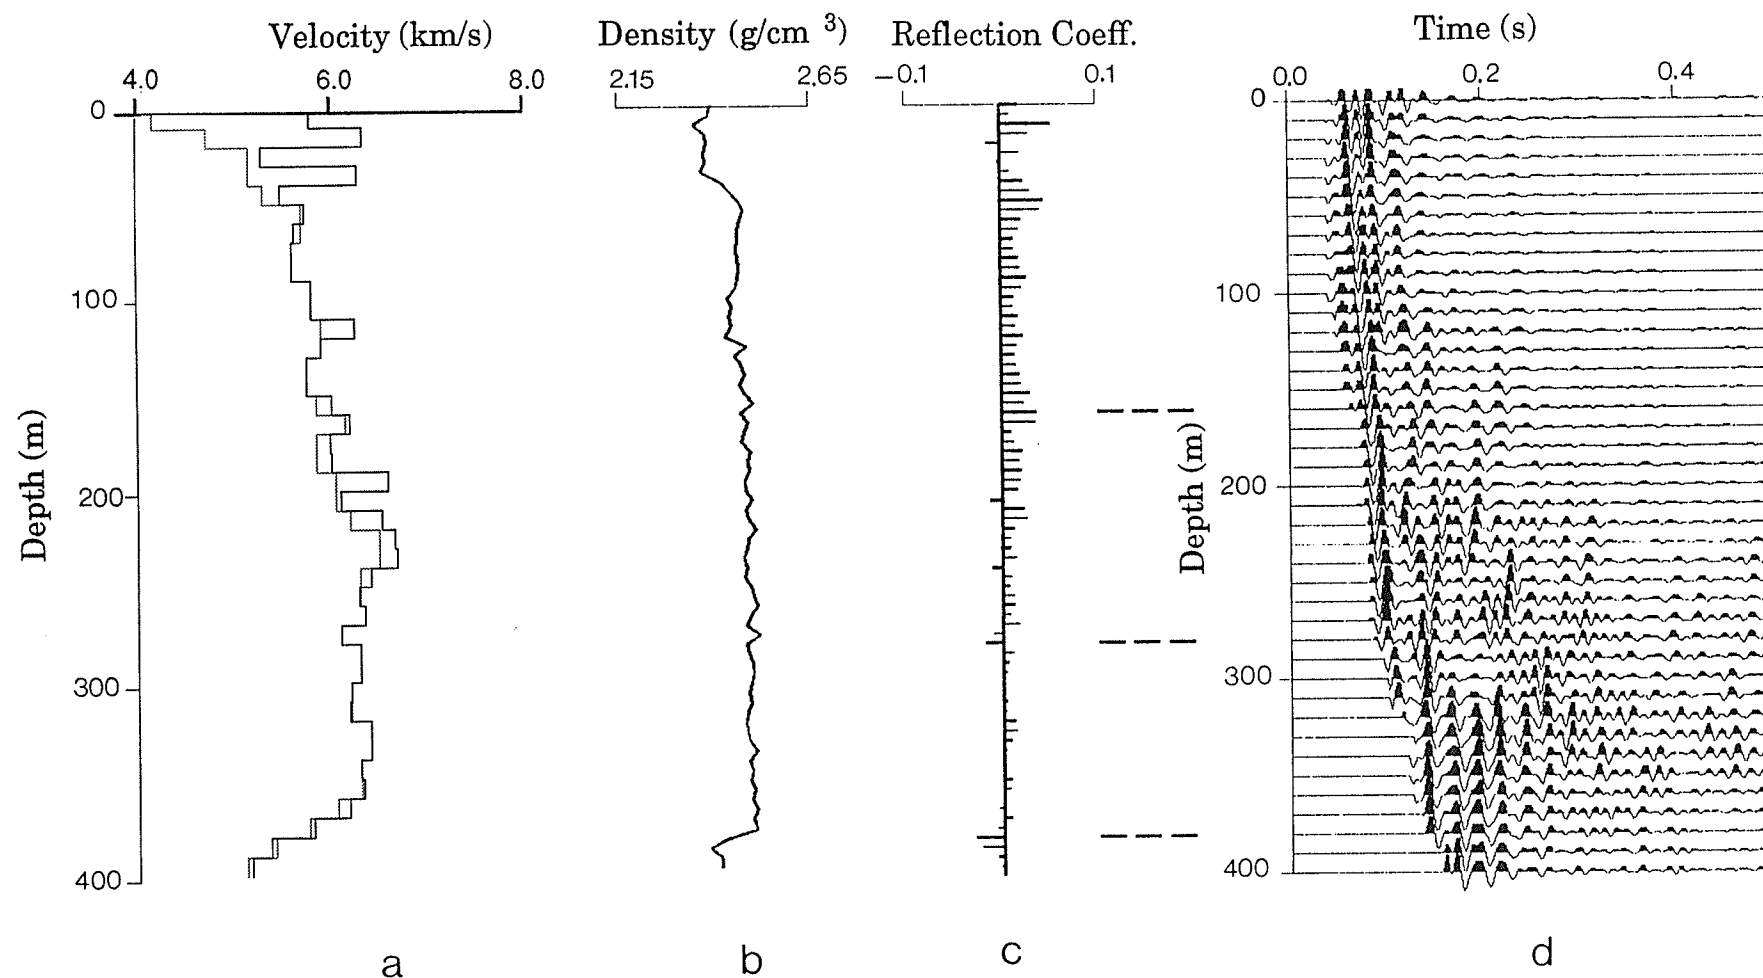 Velocity (km/s)
4.0 6.0 8.0
Density (g/cm 3)
2.15 2.65
Reflection Coeff.
−0.1 0.1
Time (s)
0.0 0.2 0.4
Depth (m)
0
100
200
300
400
Depth (m)
0
100
200
300
400
a
b
c
d